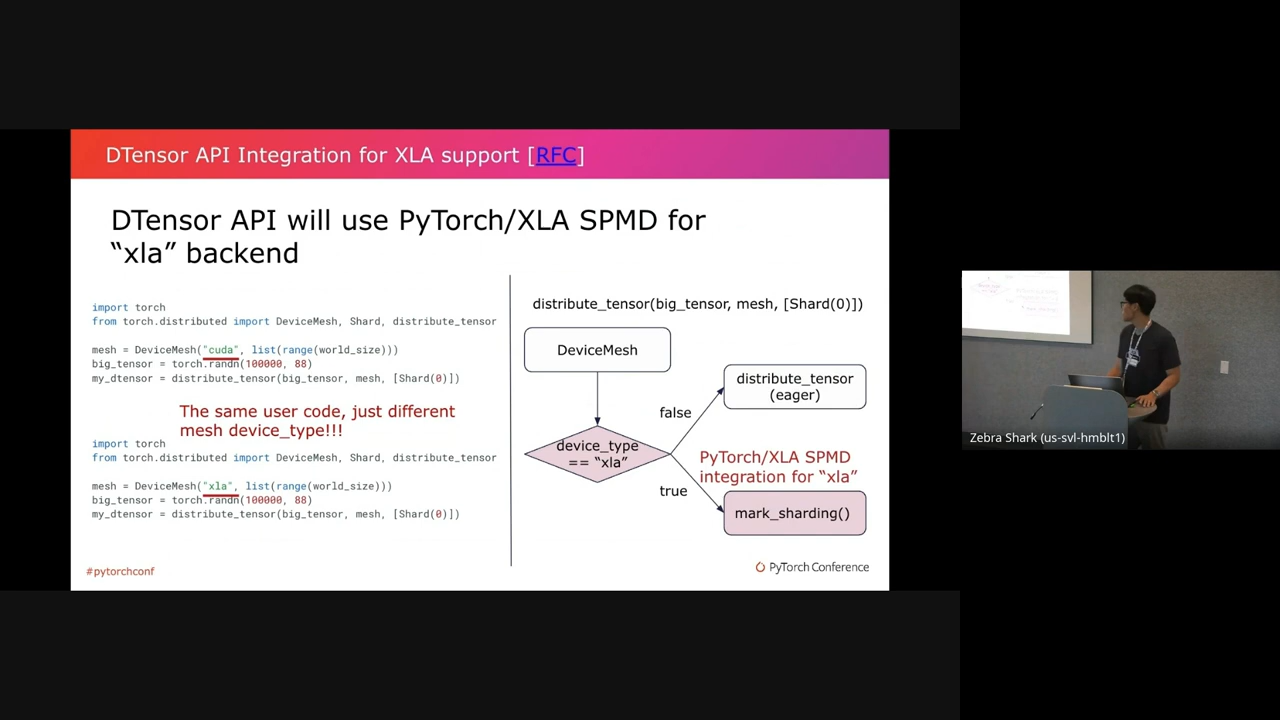 DTensor API Integration for XLA support [RFC]
DTensor API will use PyTorch/XLA SPMD for
“xla” backend
import torch
from torch.distributed import DeviceMesh, Shard, distribute_tensor
mesh = DeviceMesh("cuda", list(range(world_size)))
big_tensor = torch.randn(100000, 88)
my_dtensor = distribute_tensor(big_tensor, mesh, [Shard(0)])
The same user code, just different
mesh device_type!!!
import torch
from torch.distributed import DeviceMesh, Shard, distribute_tensor
mesh = DeviceMesh("xla", list(range(world_size)))
big_tensor = torch.randn(100000, 88)
my_dtensor = distribute_tensor(big_tensor, mesh, [Shard(0)])
distribute_tensor(big_tensor, mesh, [Shard(0)])
DeviceMesh
distribute_tensor
(eager)
false
device_type
== “xla”
PyTorch/XLA SPMD
integration for “xla”
true
mark_sharding()
#pytorchconf
PyTorch Conference
Zebra Shark (us-svl-hmblt1)